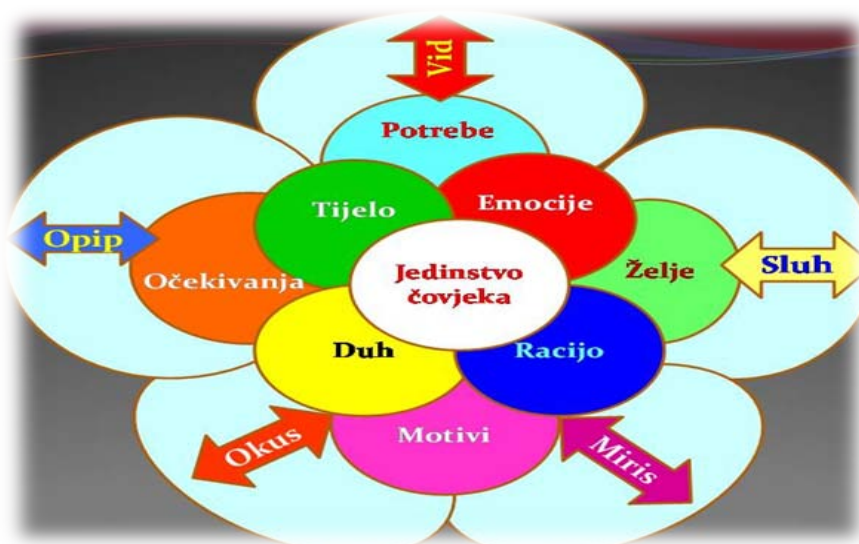 Vid
Potrebe
Tijelo
Emocije
Opip
Očekivanja
Jedinstvo
čovjeka
Želje
Sluh
Duh
Racijo
Okus
Motivi
Miris